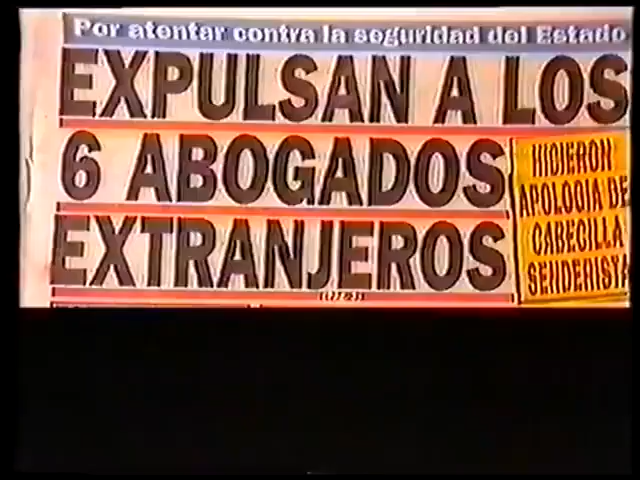 Por atentar contra la seguridad del Estado
EXPULSAN A LOS
6 ABOGADOS
EXTRANJEROS
HICIERON
APOLOGIA DE
CABECILLA
SENDERISTA